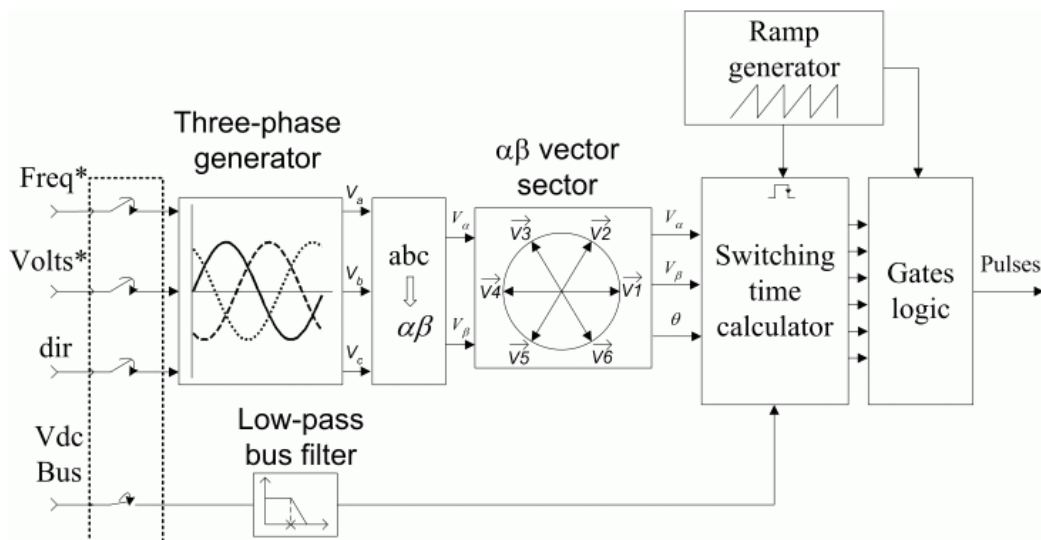 Ramp
generator
Three-phase
generator
αβ vector
sector
Freq*
Volts*
dir
Vdc
Bus
Va
Vb
Vc
abc
αβ
Vα
Vβ
V3
V2
V4
V1
V5
V6
Vα
Vβ
θ
Switching
time
calculator
Gates
logic
Pulses
Low-pass
bus filter